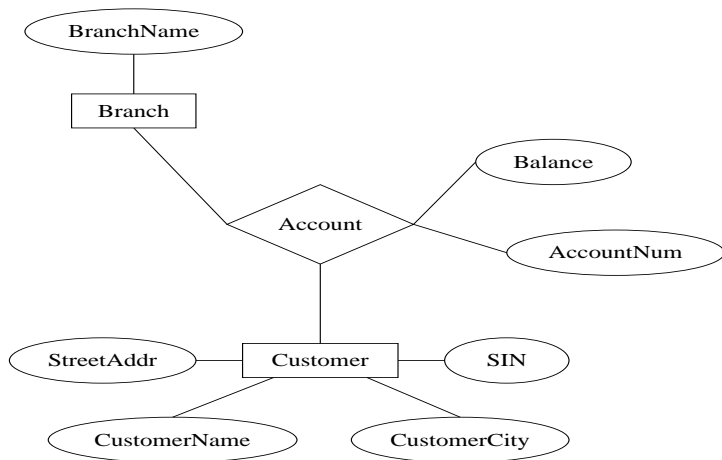 BranchName
Branch
Balance
Account
AccountNum
StreetAddr
Customer
SIN
CustomerName
CustomerCity